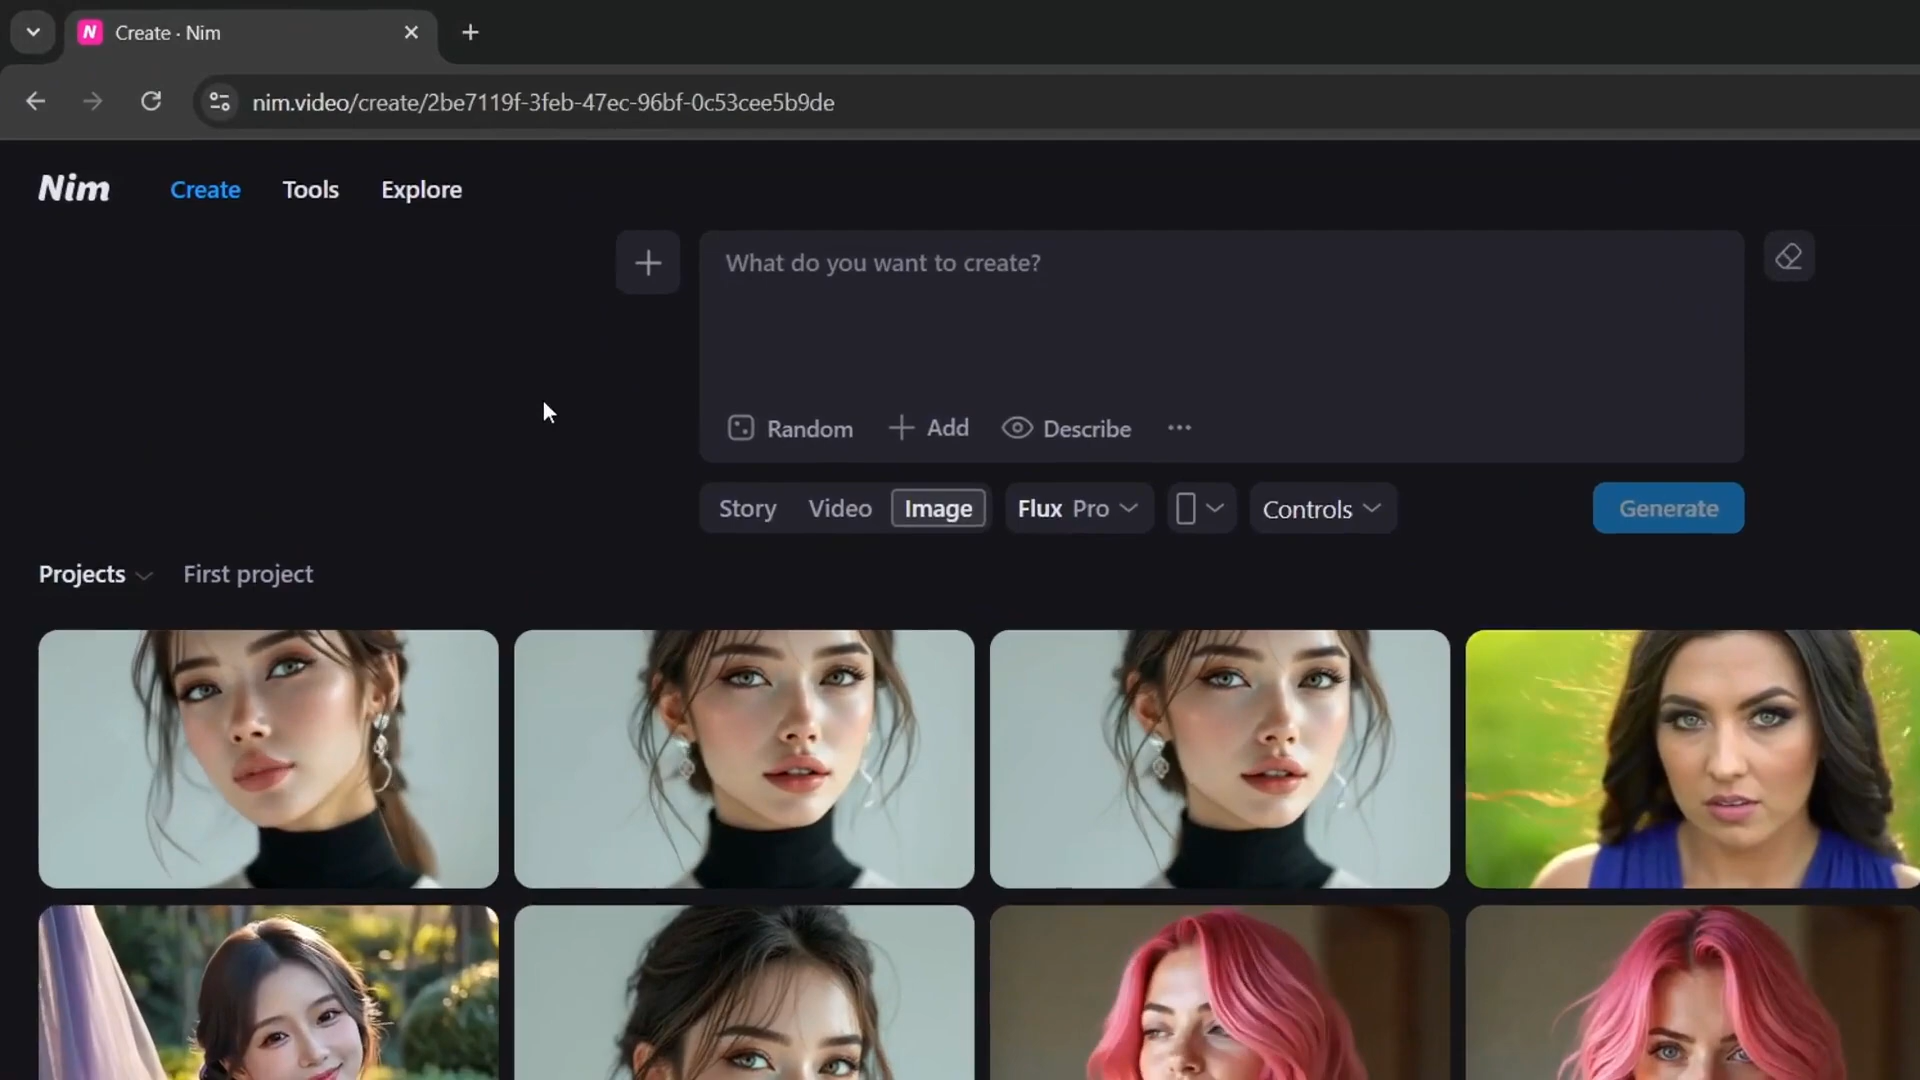 N Create · Nim
nim.video/create/2be7119f-3feb-47ec-96bf-0c53cee5b9de
Nim Create Tools Explore
What do you want to create?
Random Add Describe ...
Story Video Image Flux Pro Controls Generate
Projects First project